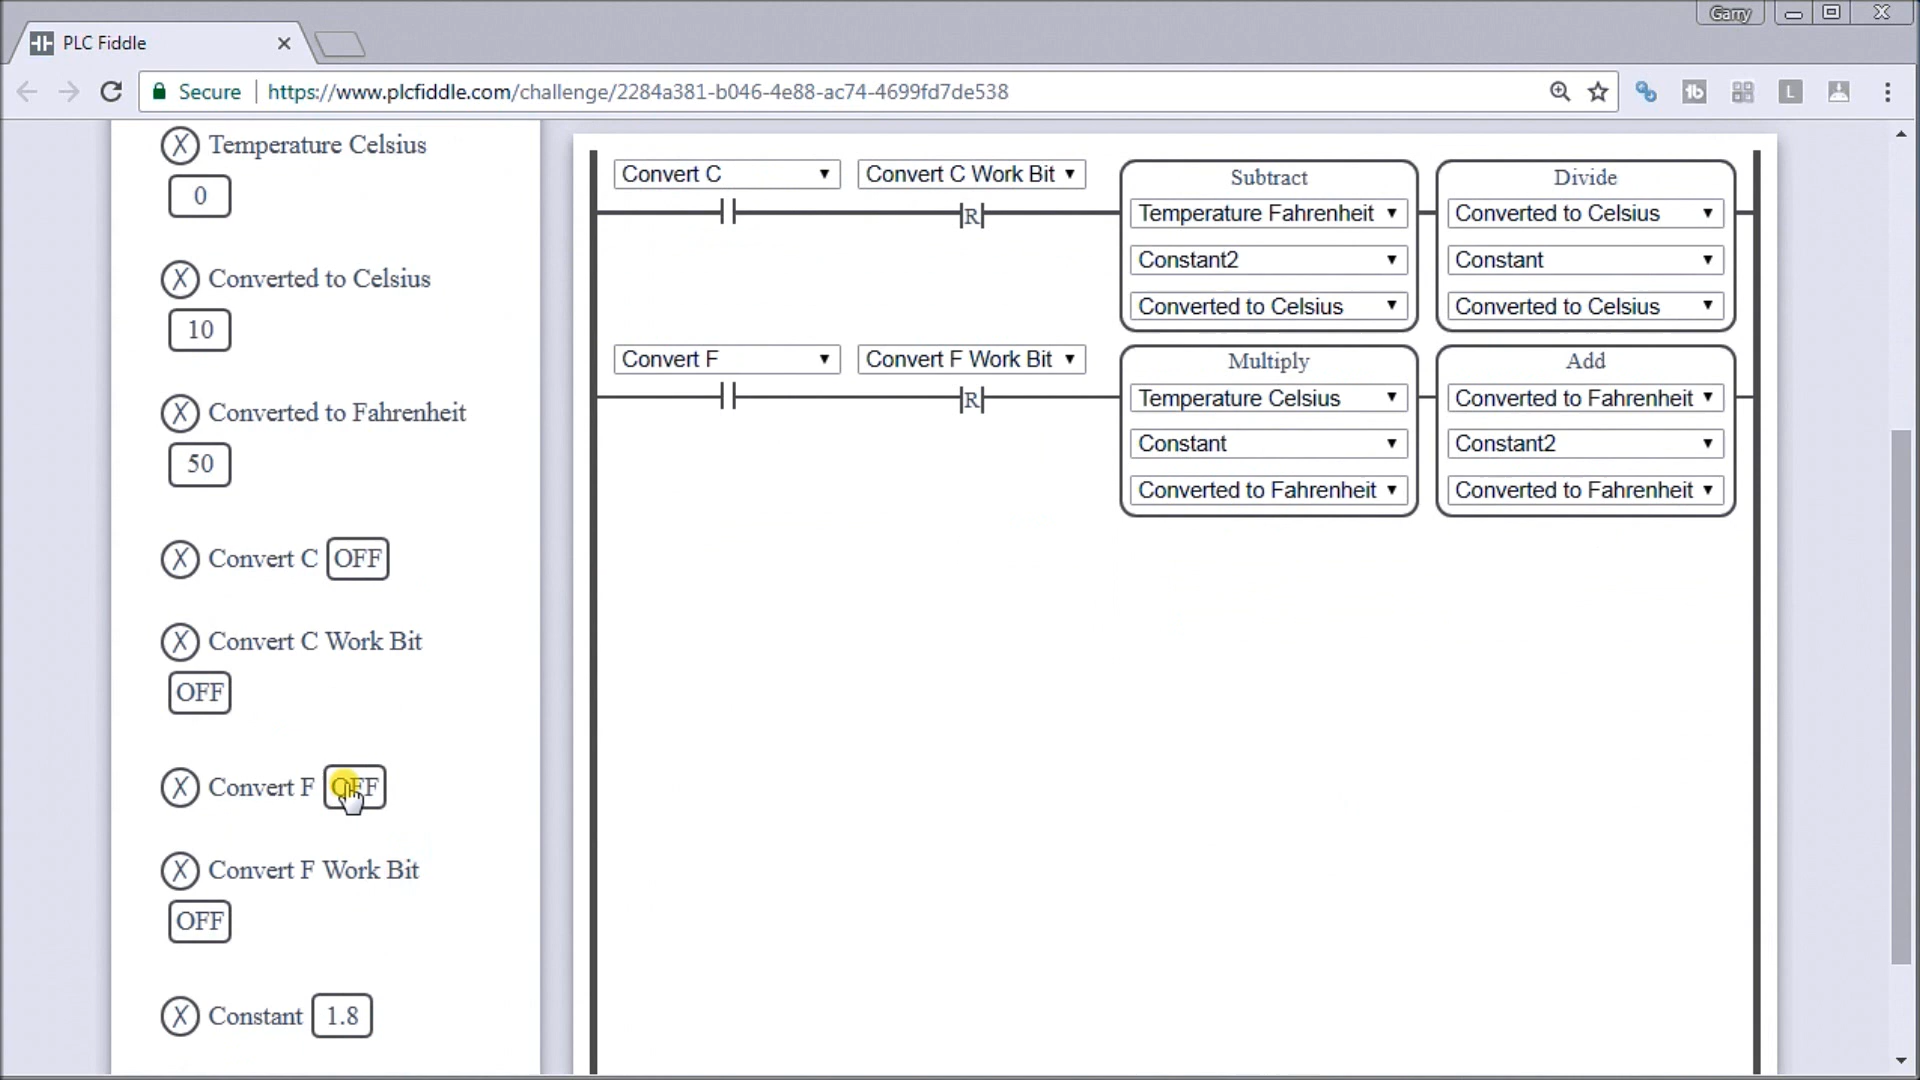 Garry
PLC Fiddle
Secure https://www.plcfiddle.com/challenge/2284a381-b046-4e88-ac74-4699fd7de538
X Temperature Celsius
0
X Converted to Celsius
10
X Converted to Fahrenheit
50
X Convert C OFF
X Convert C Work Bit
OFF
X Convert F OFF
X Convert F Work Bit
OFF
X Constant 1.8
Convert C
Convert C Work Bit
R
Subtract
Temperature Fahrenheit
Constant2
Converted to Celsius
Divide
Converted to Celsius
Constant
Converted to Celsius
Convert F
Convert F Work Bit
R
Multiply
Temperature Celsius
Constant
Converted to Fahrenheit
Add
Converted to Fahrenheit
Constant2
Converted to Fahrenheit